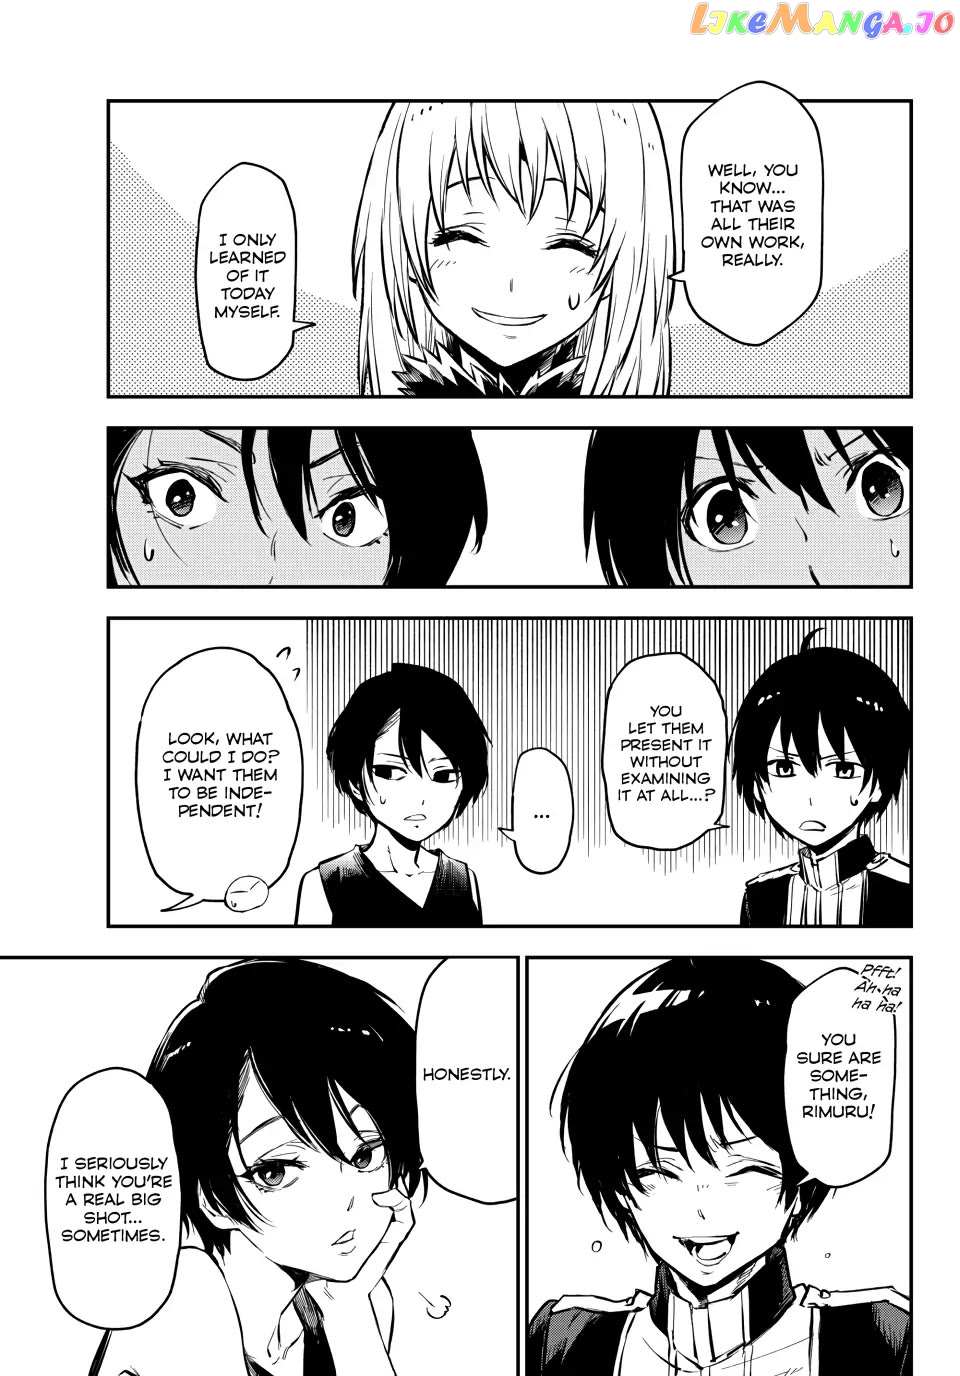 LIKEMANGA.IO
WELL, YOU
KNOW...
THAT WAS
ALL THEIR
OWN WORK,
REALLY.
I ONLY
LEARNED
OF IT
TODAY
MYSELF.
YOU
LET THEM
PRESENT IT
WITHOUT
EXAMINING
IT AT ALL...?
...
LOOK, WHAT
COULD I DO?
I WANT THEM
TO BE INDE-
PENDENT!
Pfft!
Ah ha
ha ha!
YOU
SURE ARE
SOME-
THING,
RIMURU!
HONESTLY.
I SERIOUSLY
THINK YOU'RE
A REAL BIG
SHOT...
SOMETIMES.